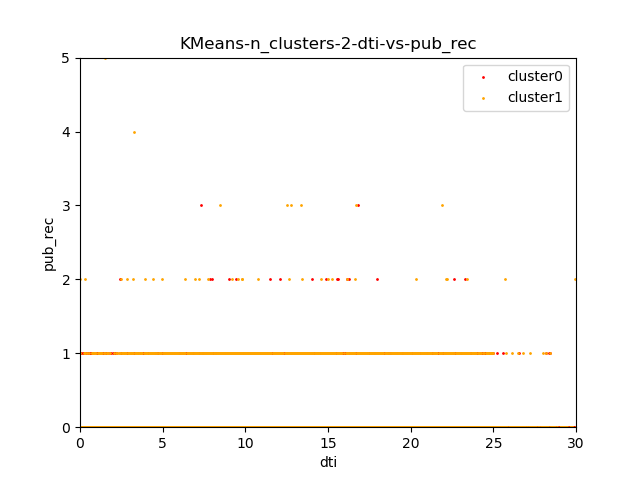 KMeans-n_clusters-2-dti-vs-pub_rec
cluster0
cluster1
5
4
3
2
1
0
pub_rec
0 5 10 15 20 25 30
dti